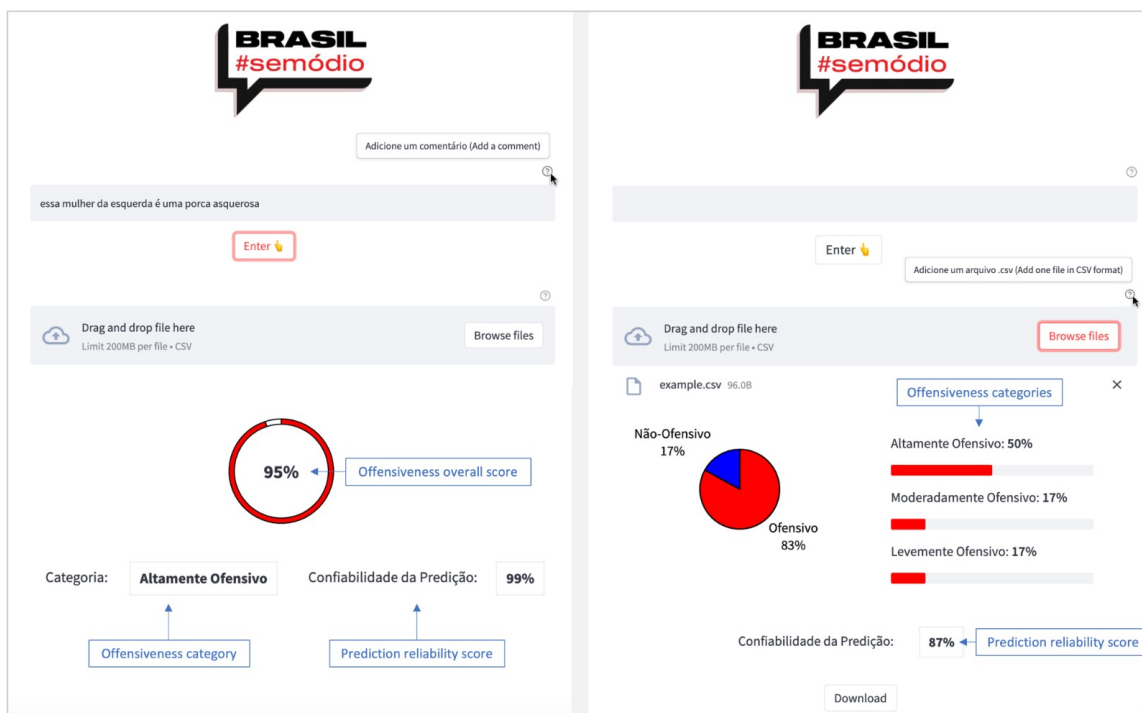 BRASIL
#semódio
Adicione um comentário (Add a comment)
essa mulher da esquerda é uma porca asquerosa
Enter 👆
Drag and drop file here
Limit 200MB per file • CSV
Browse files
95%
Offensiveness overall score
Categoria: Altamente Ofensivo Confiabilidade da Predição: 99%
Offensiveness category
Prediction reliability score
BRASIL
#semódio
Enter 👆
Adicione um arquivo .csv (Add one file in CSV format)
Drag and drop file here
Limit 200MB per file • CSV
Browse files
example.csv 96.0B
Offensiveness categories
Não-Ofensivo
17%
Ofensivo
83%
Altamente Ofensivo: 50%
Moderadamente Ofensivo: 17%
Levemente Ofensivo: 17%
Confiabilidade da Predição: 87%
Prediction reliability score
Download